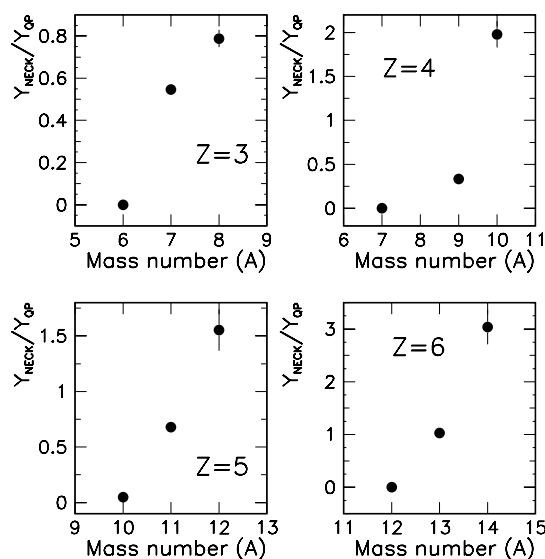 Y_NECK/Y_QP
0.8
0.6
0.4
0.2
0
Z=3
5 6 7 8 9
Mass number (A)
Y_NECK/Y_QP
2
1.5
1
0.5
0
Z=4
6 7 8 9 10 11
Mass number (A)
Y_NECK/Y_QP
1.5
1
0.5
0
Z=5
9 10 11 12 13
Mass number (A)
Y_NECK/Y_QP
3
2
1
0
Z=6
11 12 13 14 15
Mass number (A)